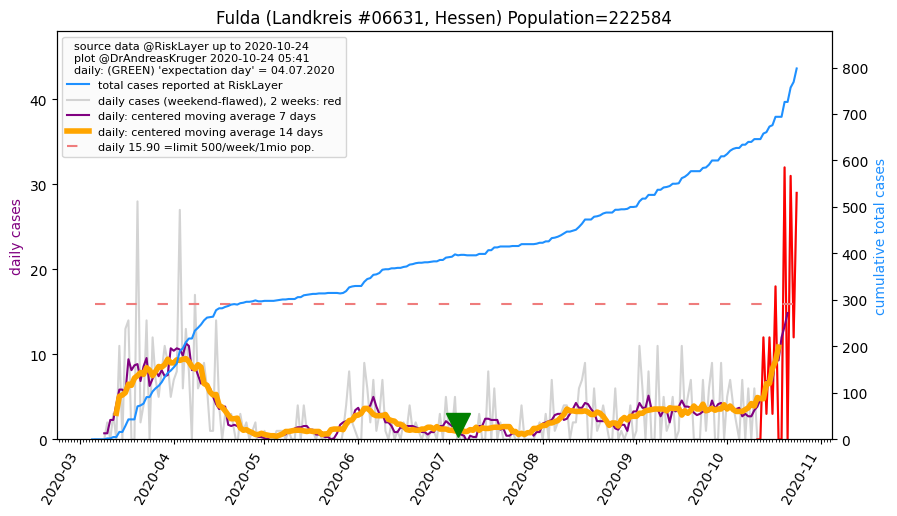 Fulda (Landkreis #06631, Hessen) Population=222584
source data @RiskLayer up to 2020-10-24
plot @DrAndreasKruger 2020-10-24 05:41
daily: (GREEN) 'expectation day' = 04.07.2020
total cases reported at RiskLayer
daily cases (weekend-flawed), 2 weeks: red
daily: centered moving average 7 days
daily: centered moving average 14 days
daily 15.90 =limit 500/week/1mio pop.
daily cases
40
30
20
10
0
cumulative total cases
800
700
600
500
400
300
200
100
0
2020-03
2020-04
2020-05
2020-06
2020-07
2020-08
2020-09
2020-10
2020-11